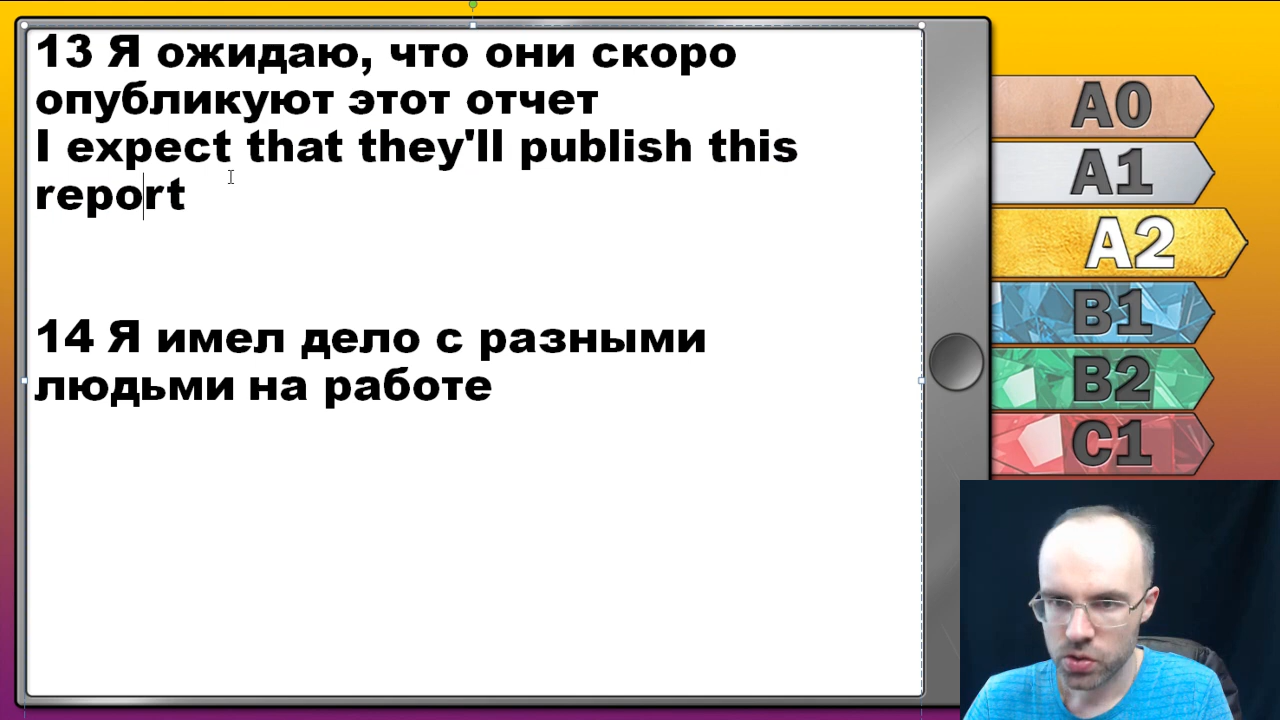 13 Я ожидаю, что они скоро
опубликуют этот отчет
I expect that they'll publish this
report
14 Я имел дело с разными
людьми на работе
A0
A1
A2
B1
B2
C1